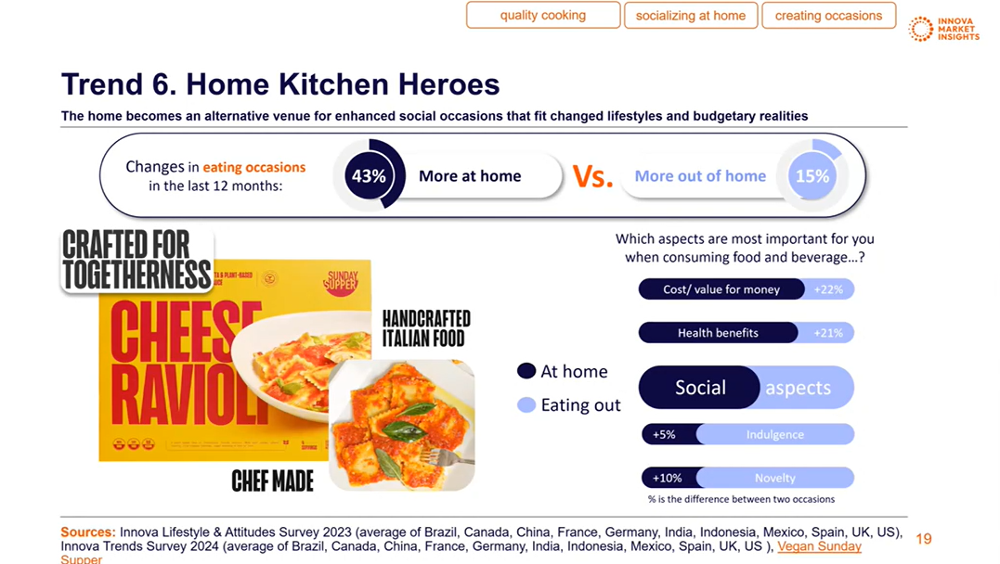 quality cooking
socializing at home
creating occasions
INNOVA
MARKET
INSIGHTS
Trend 6. Home Kitchen Heroes
The home becomes an alternative venue for enhanced social occasions that fit changed lifestyles and budgetary realities
Changes in eating occasions
in the last 12 months:
43%
More at home
Vs.
More out of home
15%
CRAFTED FOR
TOGETHERNESS
& PLANT-BASED
SUNDAY
SUPPER
CHEESE
RAVIOLI
HANDCRAFTED
ITALIAN FOOD
CHEF MADE
At home
Eating out
Which aspects are most important for you
when consuming food and beverage...?
Cost/ value for money +22%
Health benefits +21%
Social aspects
+5% Indulgence
+10% Novelty
% is the difference between two occasions
Sources: Innova Lifestyle & Attitudes Survey 2023 (average of Brazil, Canada, China, France, Germany, India, Indonesia, Mexico, Spain, UK, US),
Innova Trends Survey 2024 (average of Brazil, Canada, China, France, Germany, India, Indonesia, Mexico, Spain, UK, US ), Vegan Sunday
Supper
19